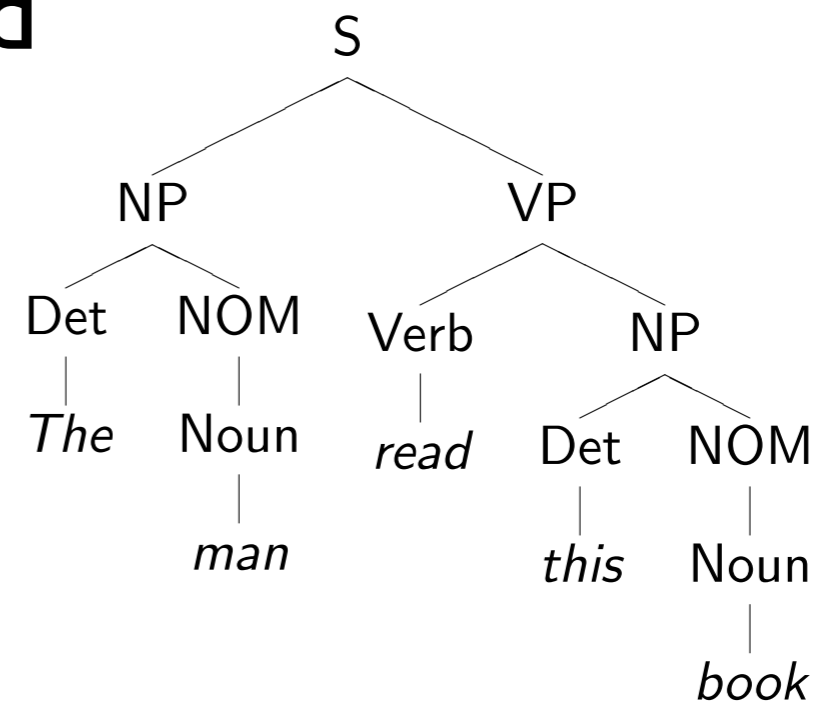 S
NP VP
Det NOM Verb NP
The Noun read Det NOM
man this Noun
book